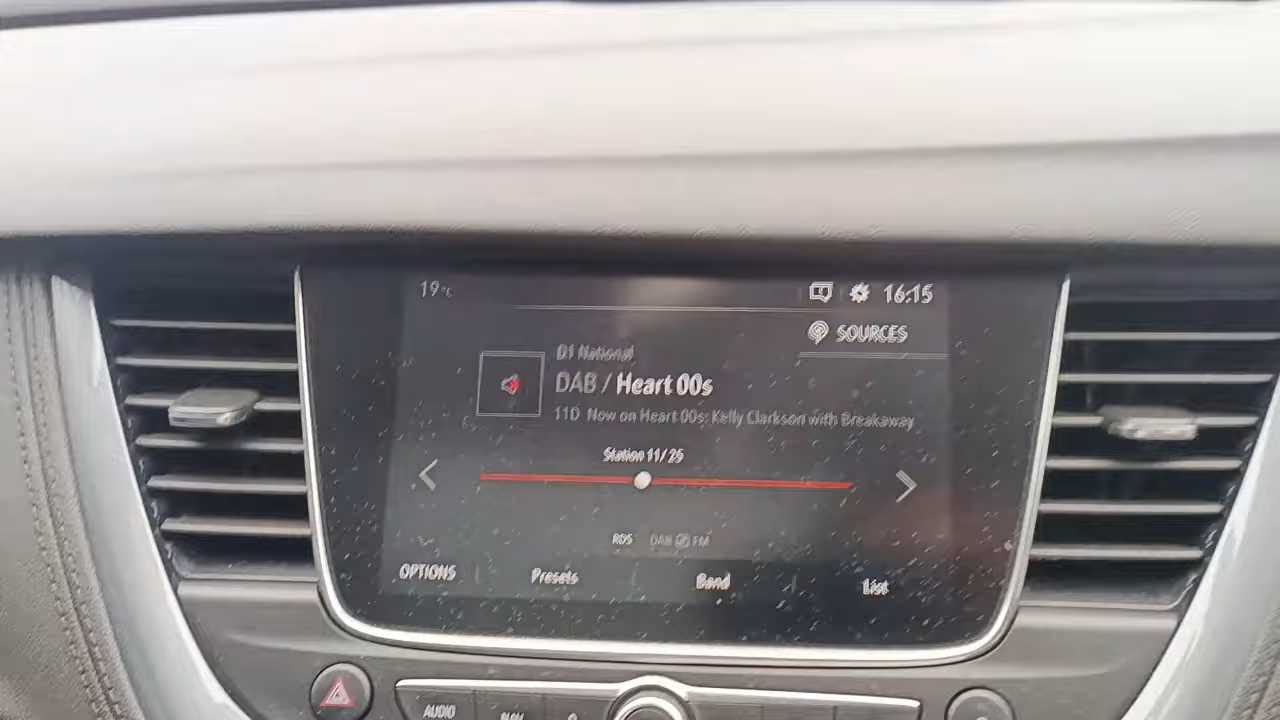 19°C
16:15
SOURCES
D1 National
DAB / Heart 00s
11D Now on Heart 00s: Kelly Clarkson with Breakaway
Station 11/25
RDS DAB FM
OPTIONS Presets Band List
AUDIO
NAV